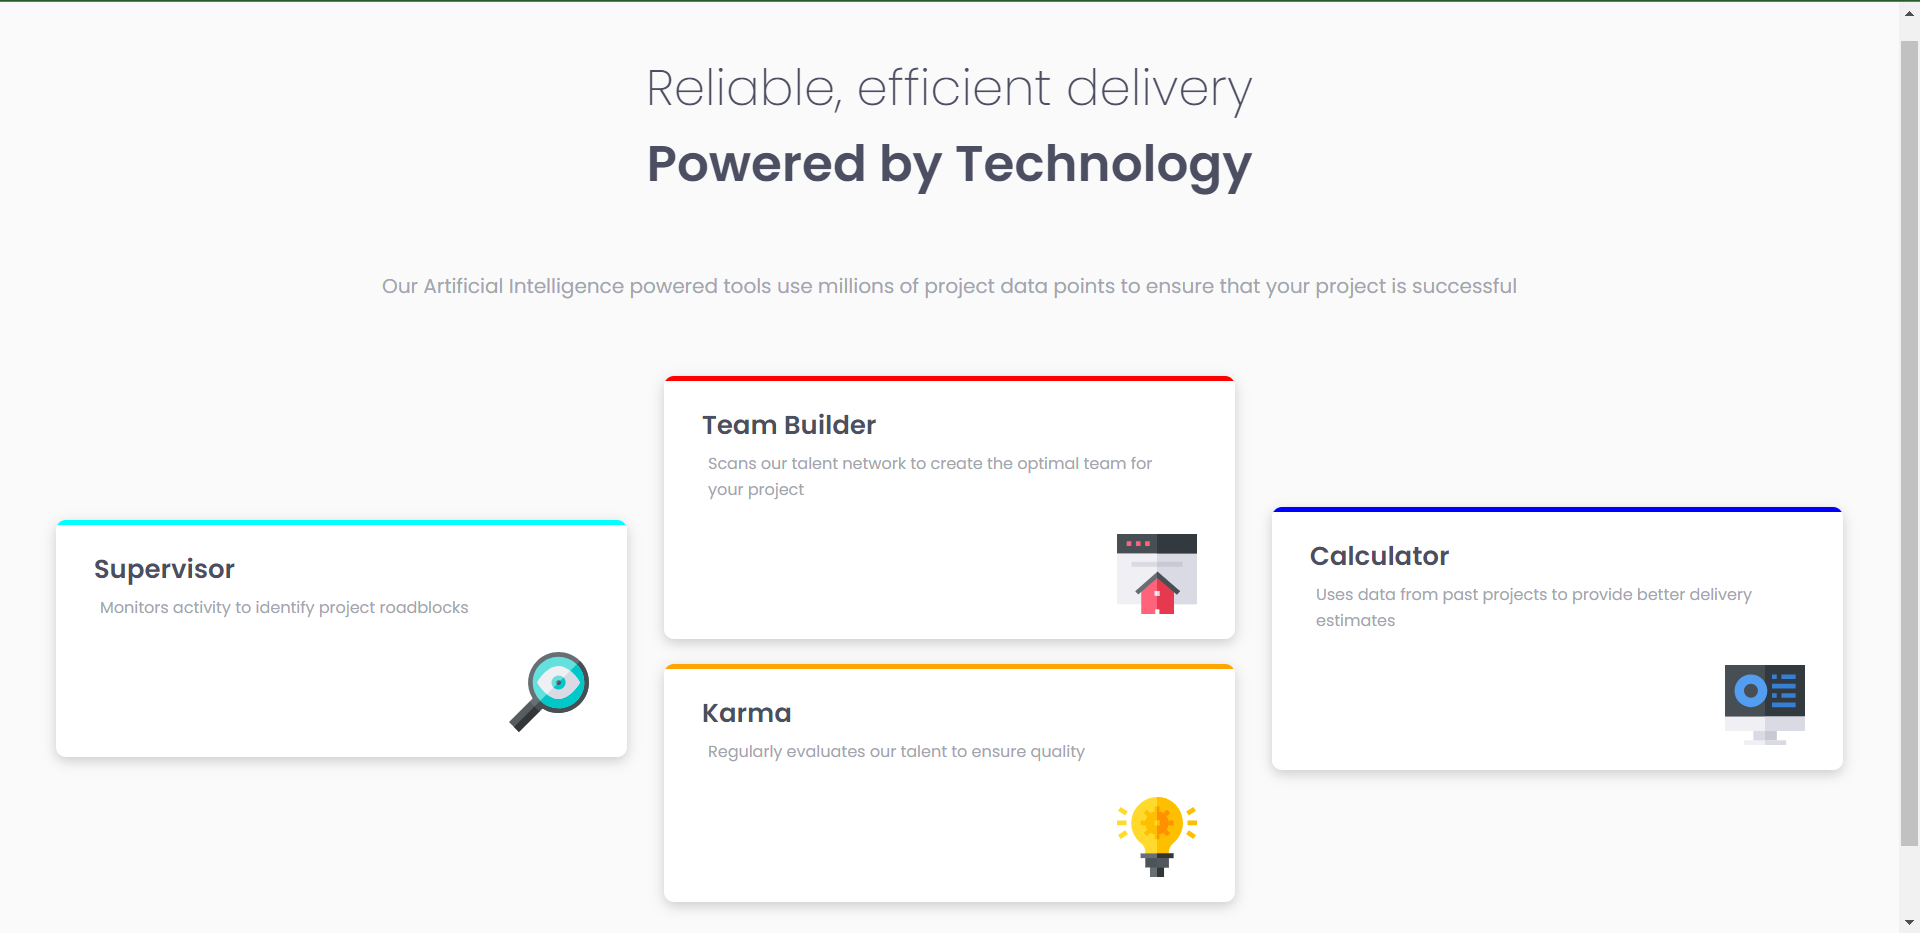 Reliable, efficient delivery
Powered by Technology
Our Artificial Intelligence powered tools use millions of project data points to ensure that your project is successful
Supervisor
Monitors activity to identify project roadblocks
Team Builder
Scans our talent network to create the optimal team for
your project
Karma
Regularly evaluates our talent to ensure quality
Calculator
Uses data from past projects to provide better delivery
estimates